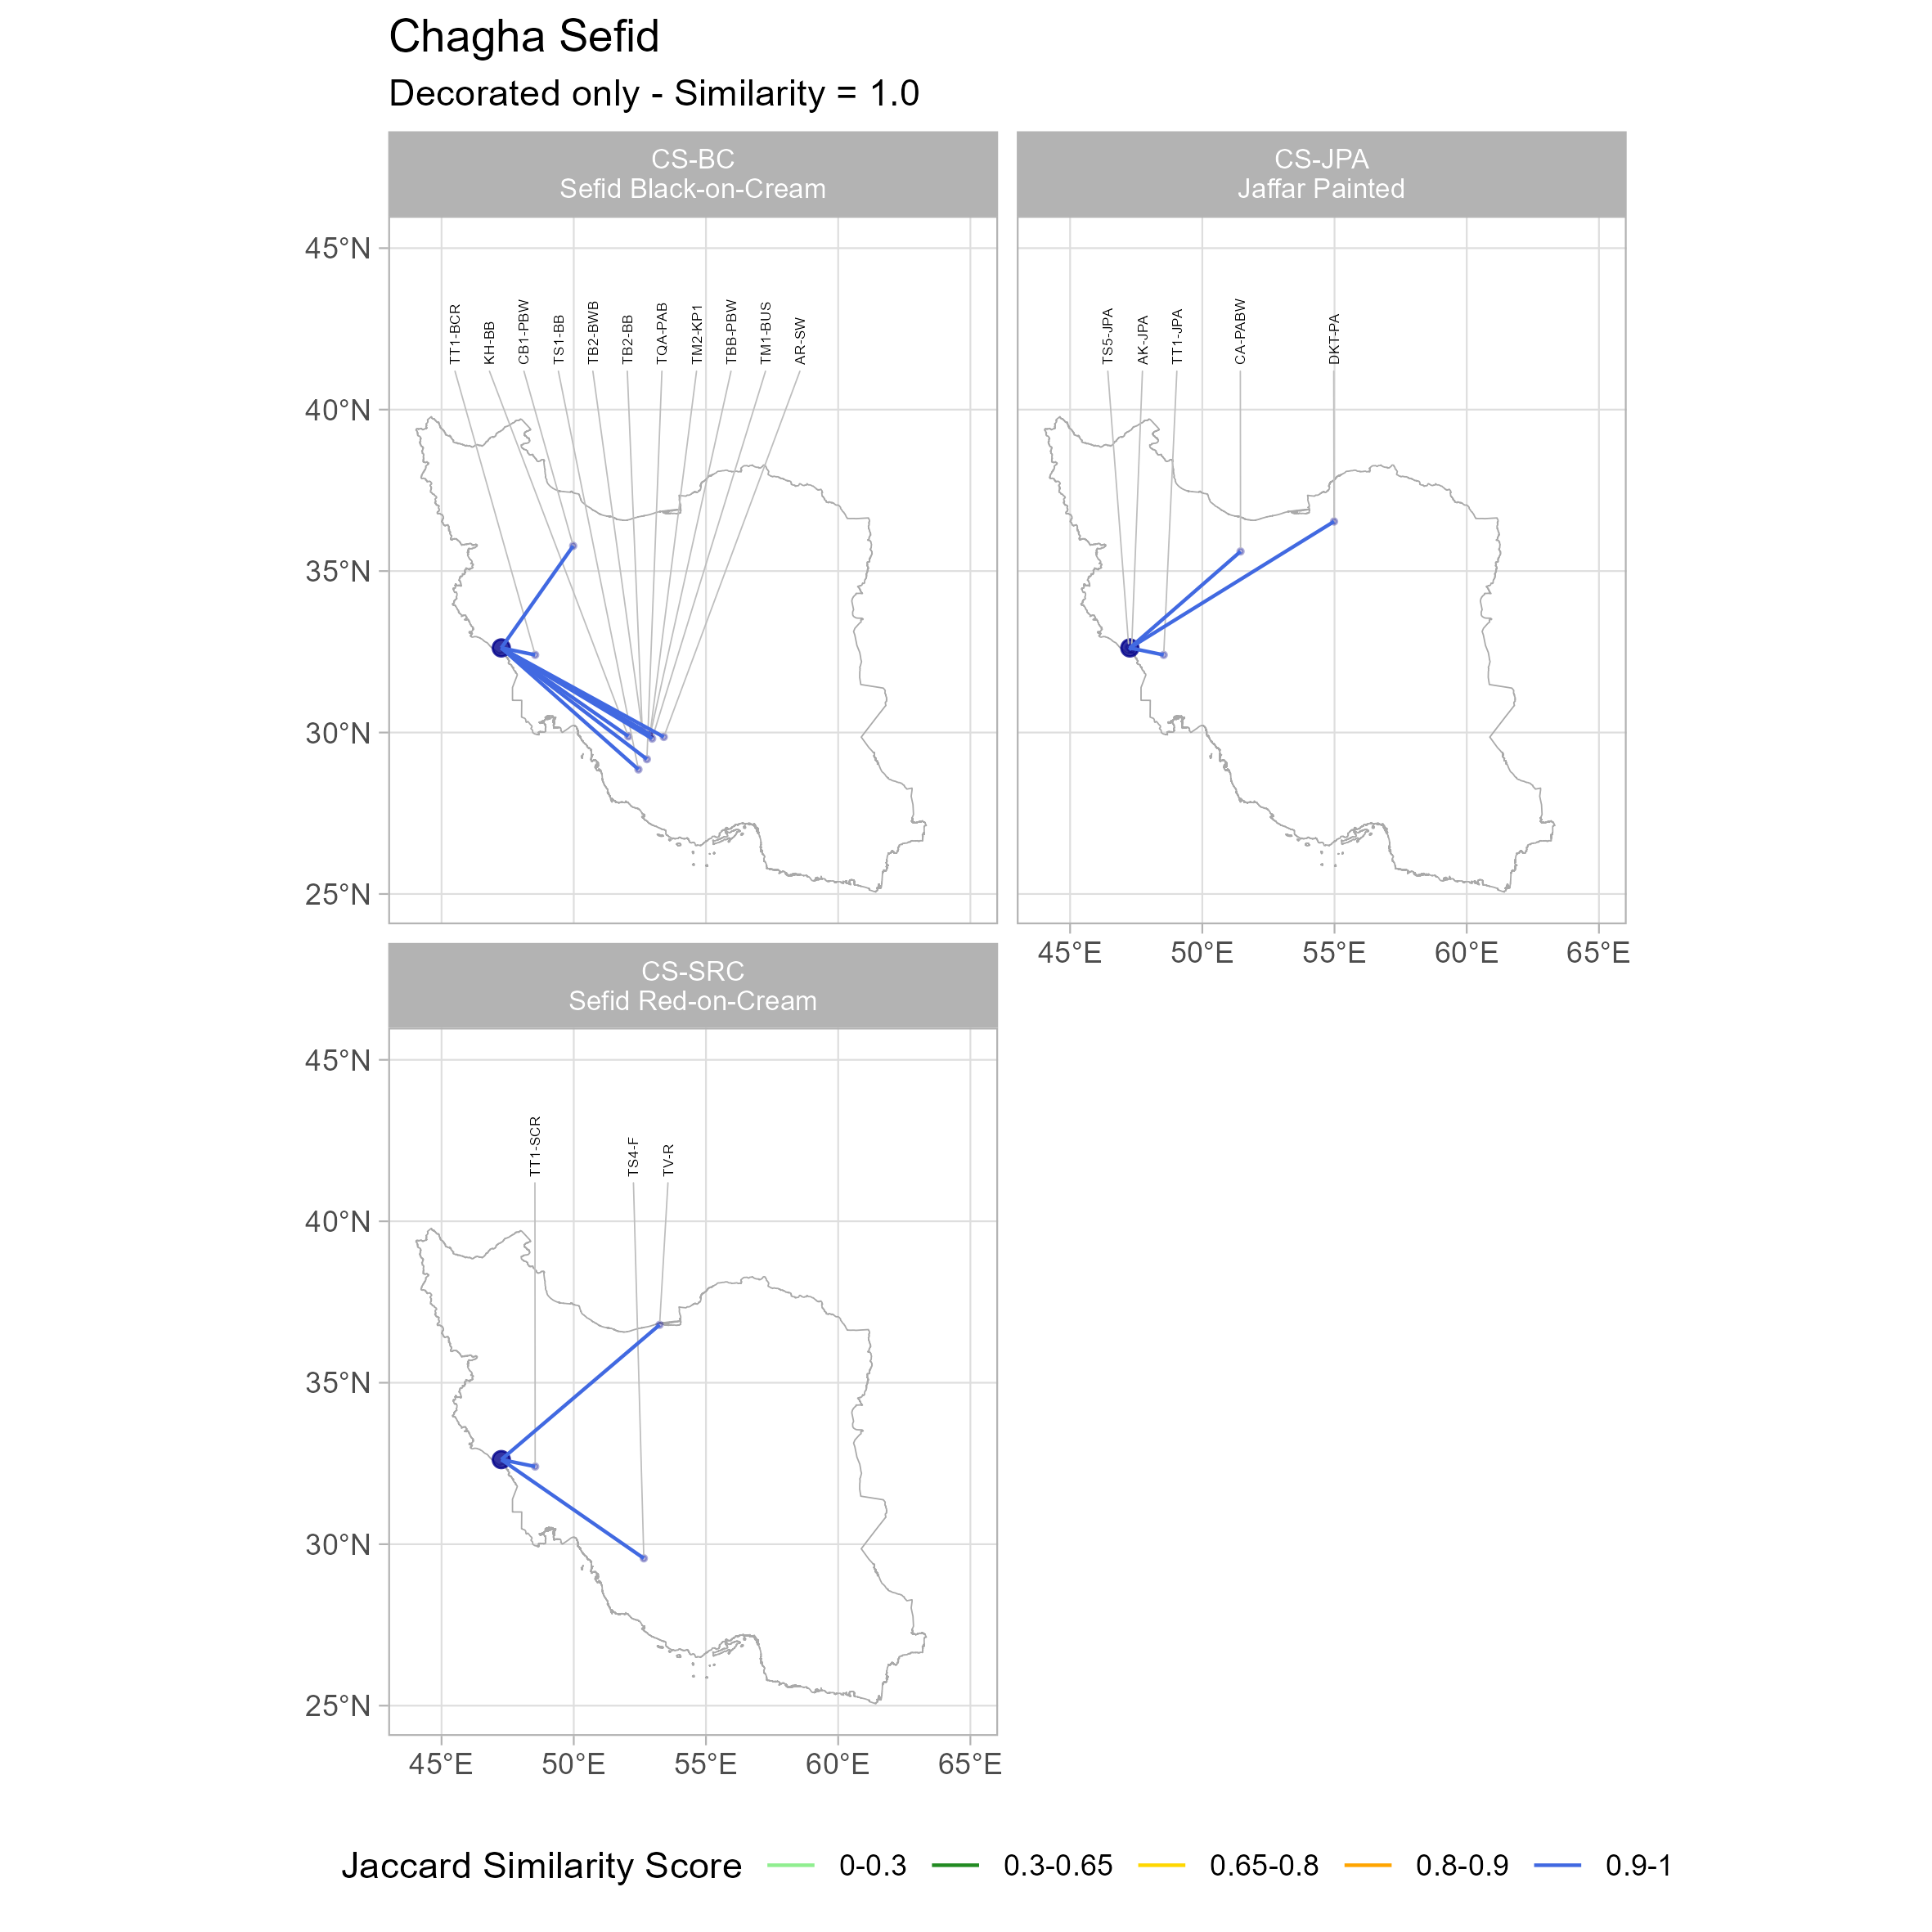 Chagha Sefid
Decorated only - Similarity = 1.0
CS-BC
Sefid Black-on-Cream
45°N
40°N
35°N
30°N
25°N
TT1-BCR
KH-BB
CB1-PBW
TS1-BB
TB2-BWB
TB2-BB
TQA-PAB
TM2-KP1
TBB-PBW
TM1-BUS
AR-SW
CS-JPA
Jaffar Painted
TS5-JPA
AK-JPA
TT1-JPA
CA-PABW
DKT-PA
45°E 50°E 55°E 60°E 65°E
CS-SRC
Sefid Red-on-Cream
45°N
40°N
35°N
30°N
25°N
TT1-SCR
TS4-F
TV-R
45°E 50°E 55°E 60°E 65°E
Jaccard Similarity Score 0-0.3 0.3-0.65 0.65-0.8 0.8-0.9 0.9-1